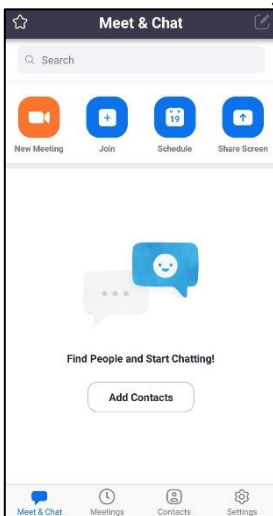 Meet & Chat
Search
New Meeting
Join
19
Schedule
Share Screen
Find People and Start Chatting!
Add Contacts
Meet & Chat
Meetings
Contacts
Settings